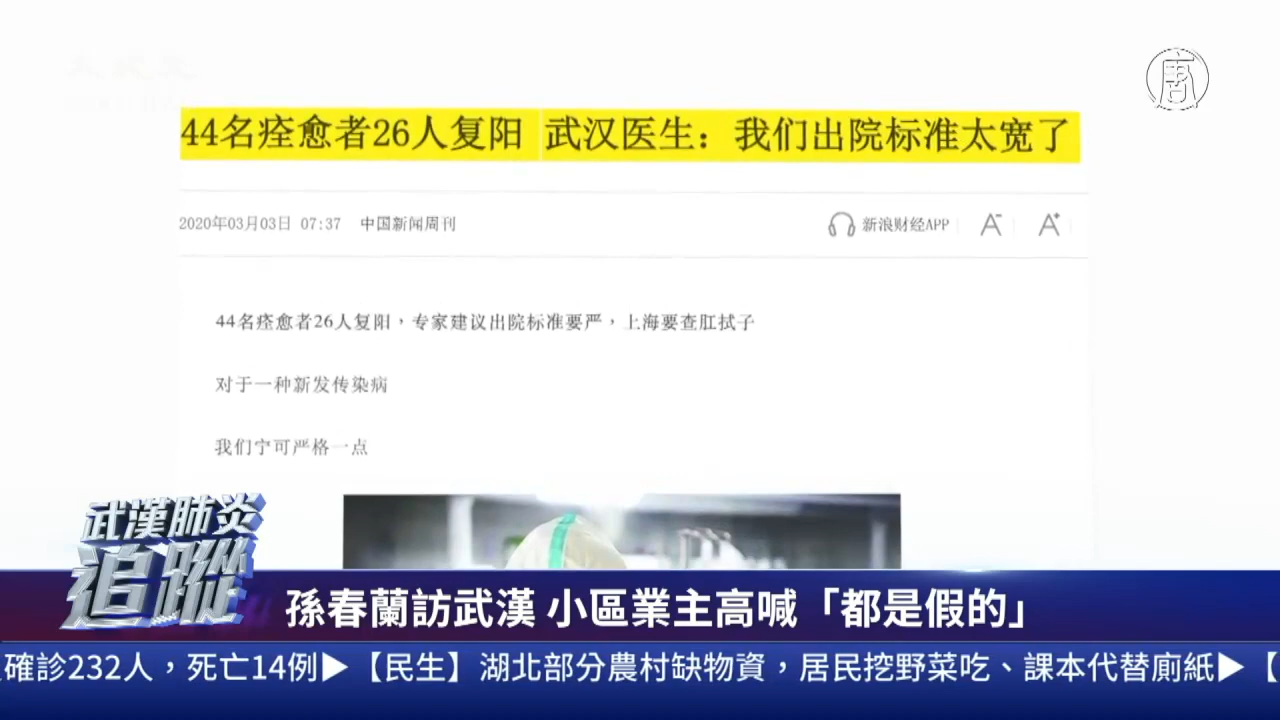 44名痊愈者26人复阳 武汉医生：我们出院标准太宽了
2020年03月03日 07:37 中国新闻周刊
新浪财经APP A- A+
44名痊愈者26人复阳，专家建议出院标准要严，上海要查肛拭子
对于一种新发传染病
我们宁可严格一点
武漢肺炎
追蹤
孫春蘭訪武漢 小區業主高喊「都是假的」
確診232人，死亡14例▶【民生】湖北部分農村缺物資，居民挖野菜吃、課本代替廁紙▶【
唐